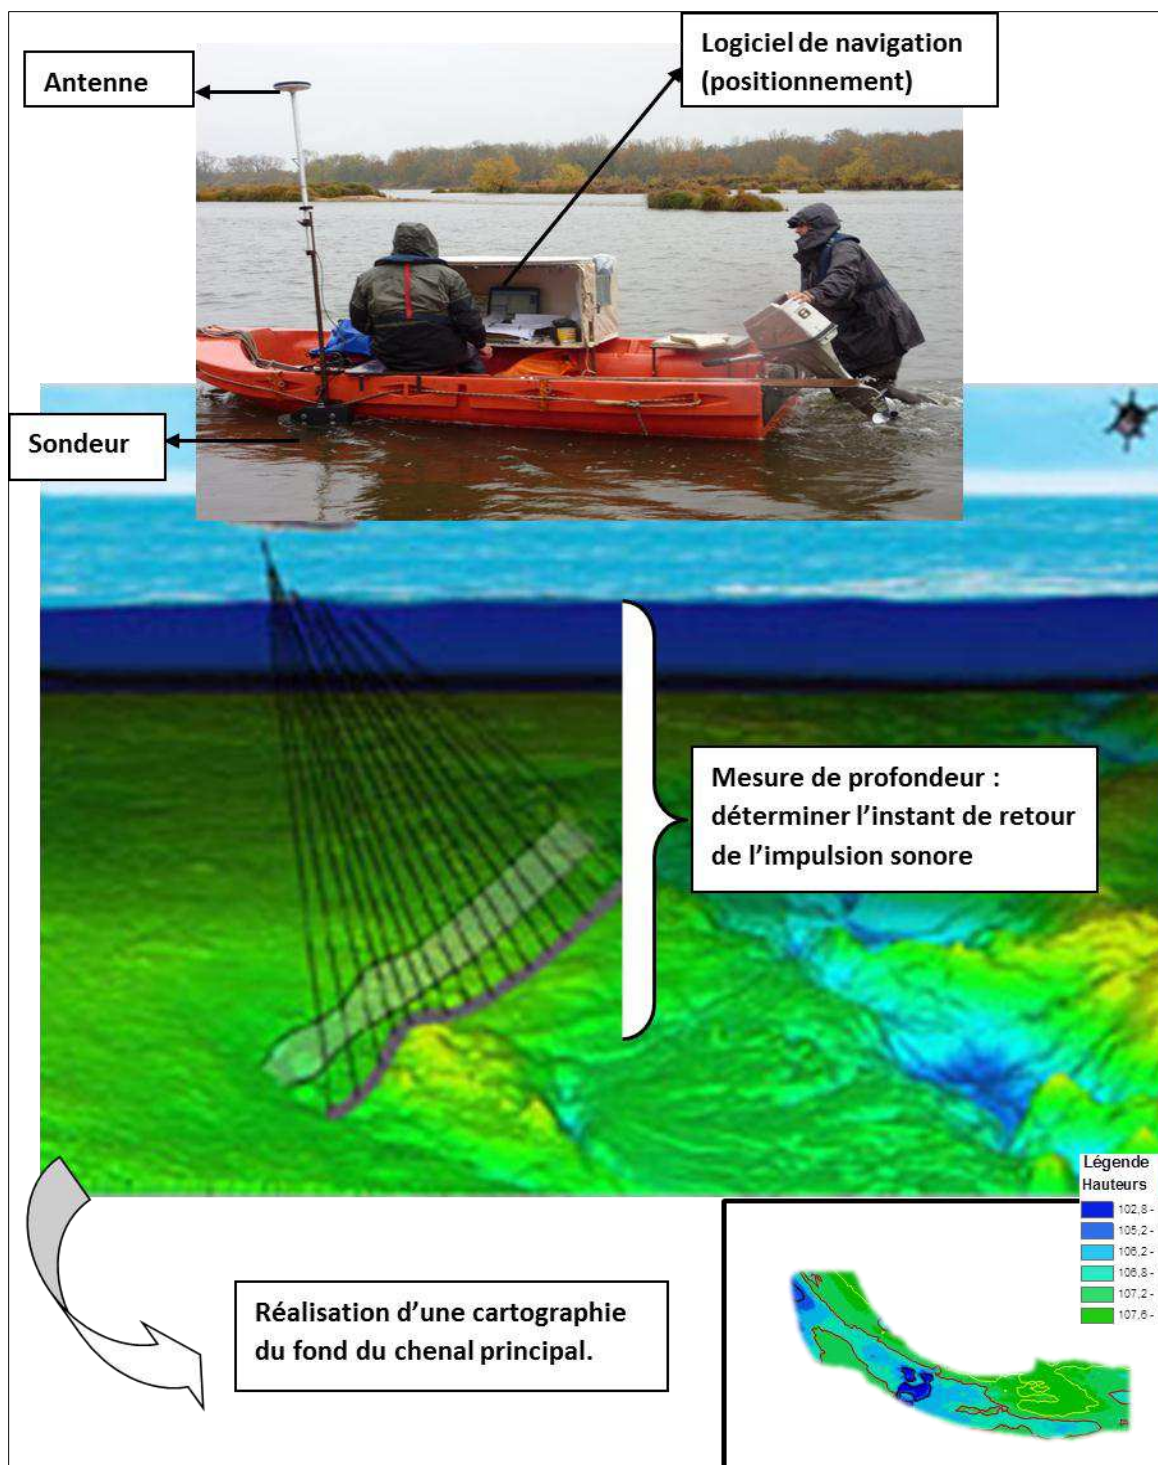 Antenne
Logiciel de navigation
(positionnement)
Sondeur
Mesure de profondeur :
déterminer l'instant de retour
de l'impulsion sonore
Légende
Hauteurs
102,8 -
105,2 -
106,2 -
106,8 -
107,2 -
107,6 -
Réalisation d'une cartographie
du fond du chenal principal.